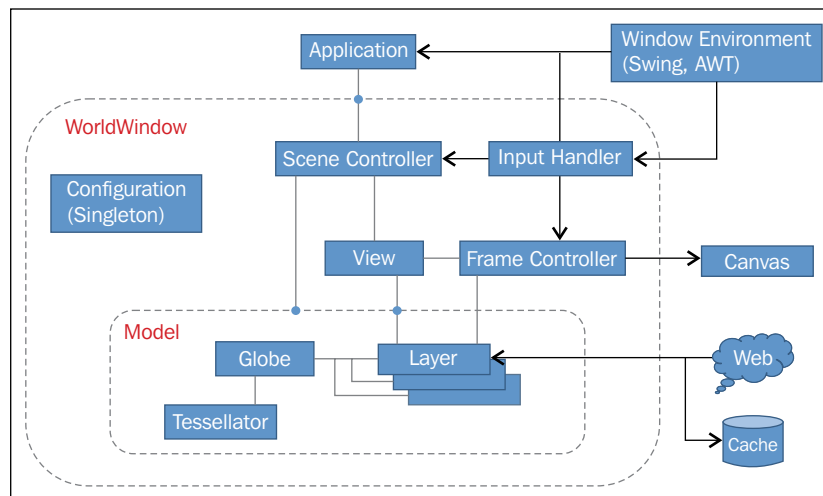 Application
Window Environment
(Swing, AWT)
WorldWindow
Scene Controller
Input Handler
Configuration
(Singleton)
View
Frame Controller
Canvas
Model
Globe
Layer
Web
Tessellator
Cache